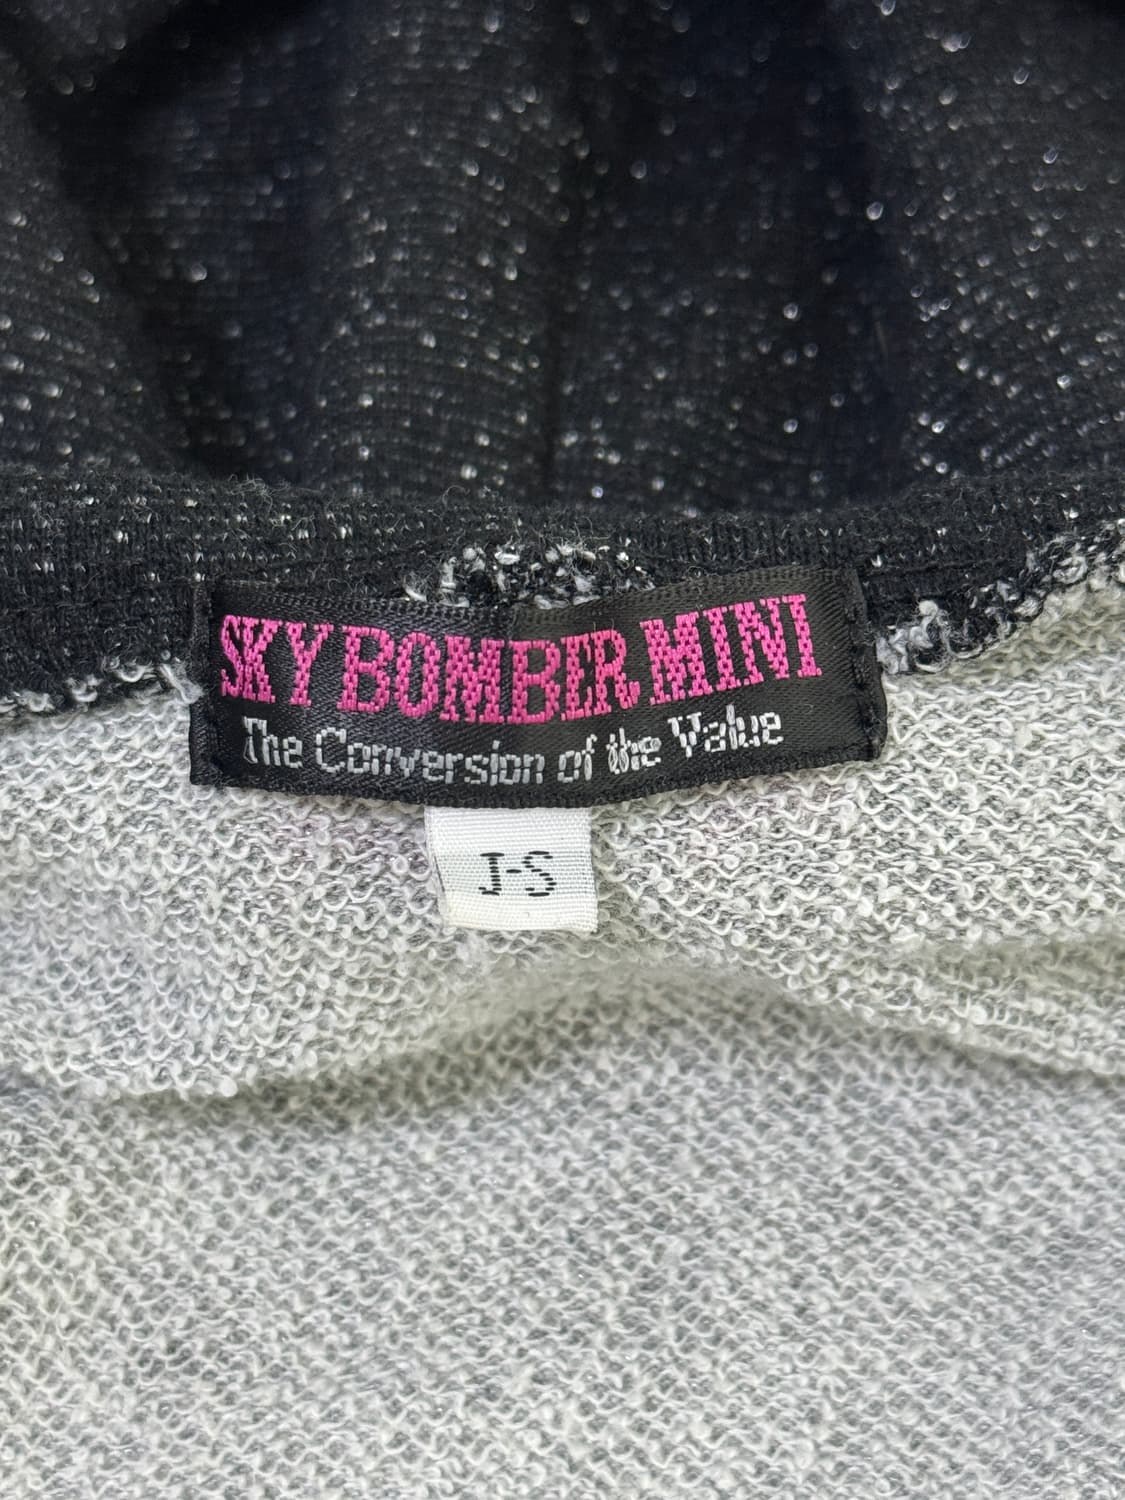 SKY BOMBER MINI
The Conversion of the Value
J-S